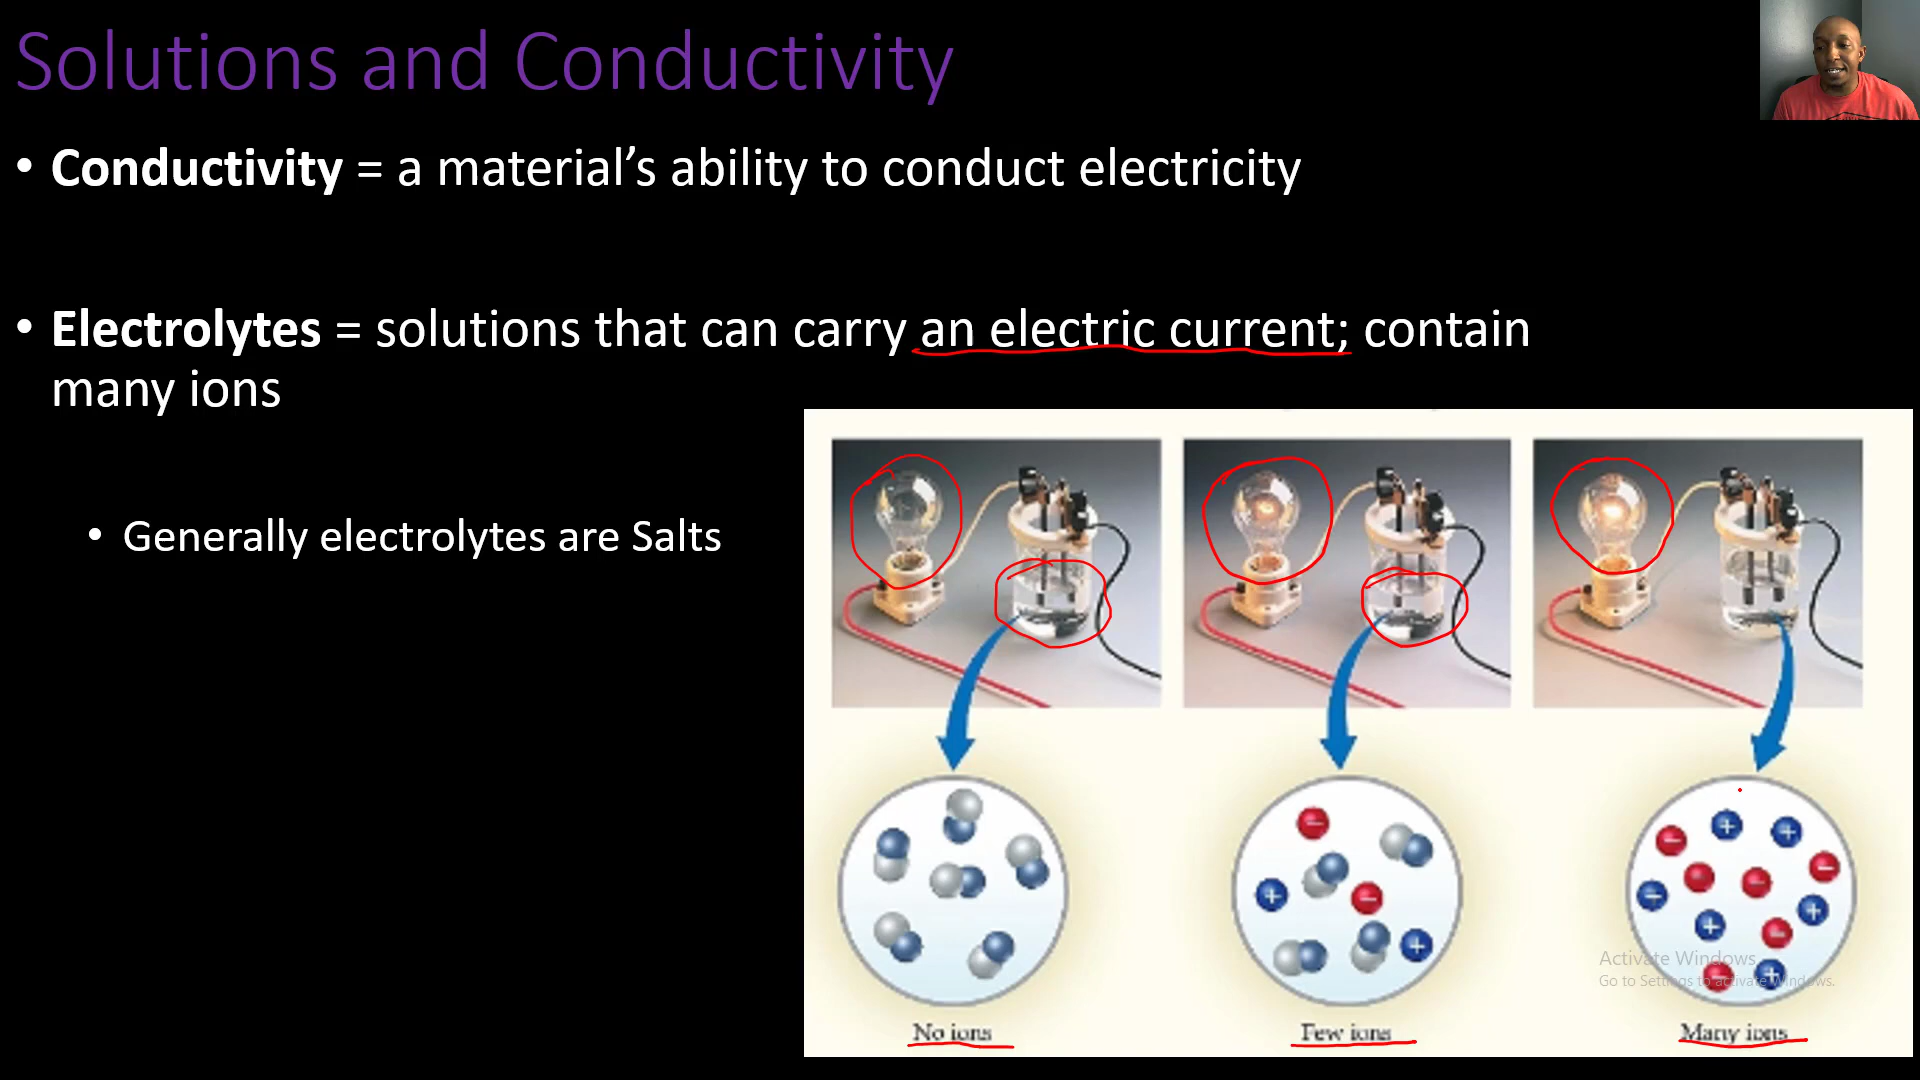 Solutions and Conductivity
• Conductivity = a material’s ability to conduct electricity
• Electrolytes = solutions that can carry an electric current; contain
many ions
• Generally electrolytes are Salts
No ions
Few ions
Many ions
Activate Windows
Go to Settings to activate Windows.